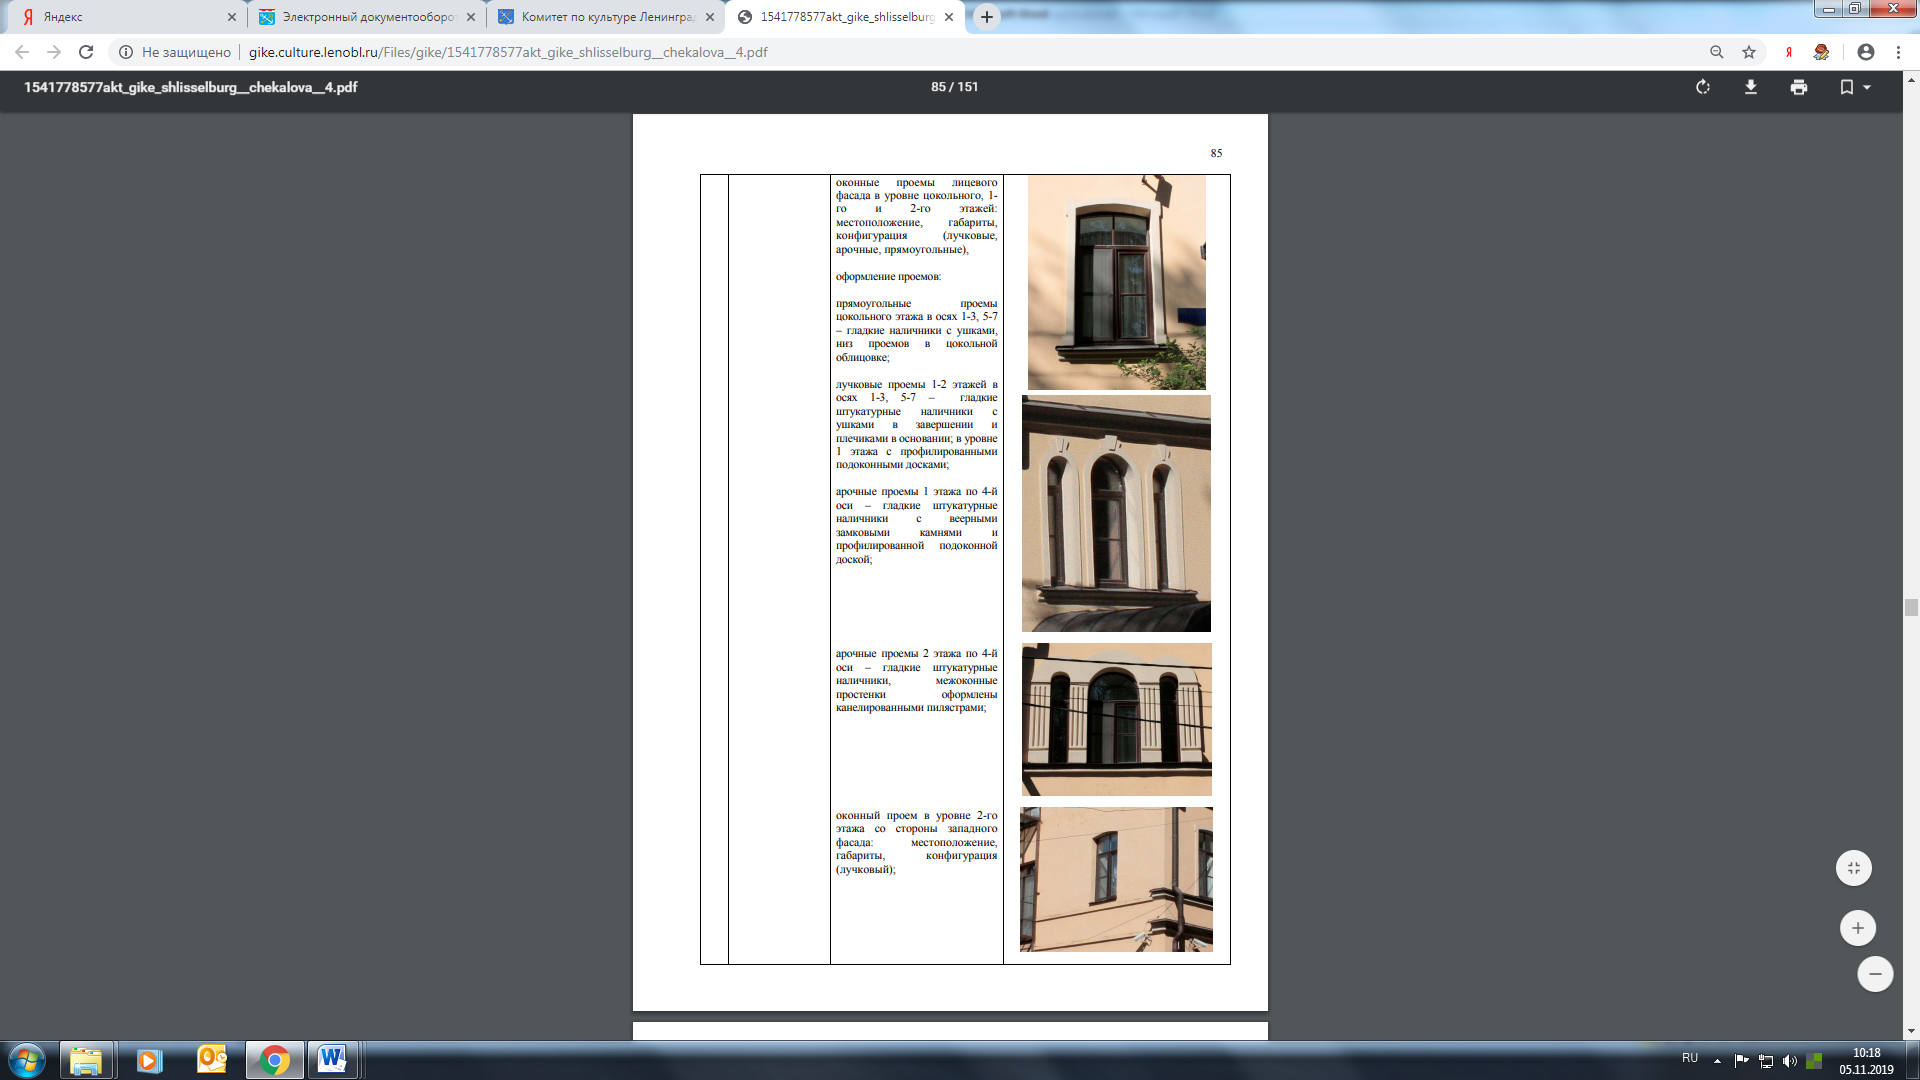 Яндекс
Электронный документооборот
Комитет по культуре Ленинград
1541778577akt_gike_shlisselburg_
Не защищено
gike.culture.lenobl.ru/Files/gike/1541778577akt_gike_shlisselburg__chekalova__4.pdf
1541778577akt_gike_shlisselburg__chekalova__4.pdf
85 / 151
85
оконные проемы лицевого
фасада в уровне цокольного, 1-
го и 2-го этажей:
местоположение, габариты,
конфигурация (лучковые,
арочные, прямоугольные),
оформление проемов:
прямоугольные проемы
цокольного этажа в осях 1-3, 5-7
– гладкие наличники с ушками,
низ проемов в цокольной
облицовке;
лучковые проемы 1-2 этажей в
осях 1-3, 5-7 – гладкие
штукатурные наличники с
ушками в завершении и
плечиками в основании; в уровне
1 этажа с профилированными
подоконными досками;
арочные проемы 1 этажа по 4-й
оси – гладкие штукатурные
наличники с веерными
замковыми камнями и
профилированной подоконной
доской;
арочные проемы 2 этажа по 4-й
оси – гладкие штукатурные
наличники, межоконные
простенки оформлены
канелированными пилястрами;
оконный проем в уровне 2-го
этажа со стороны западного
фасада: местоположение,
габариты, конфигурация
(лучковый);
RU
10:18
05.11.2019